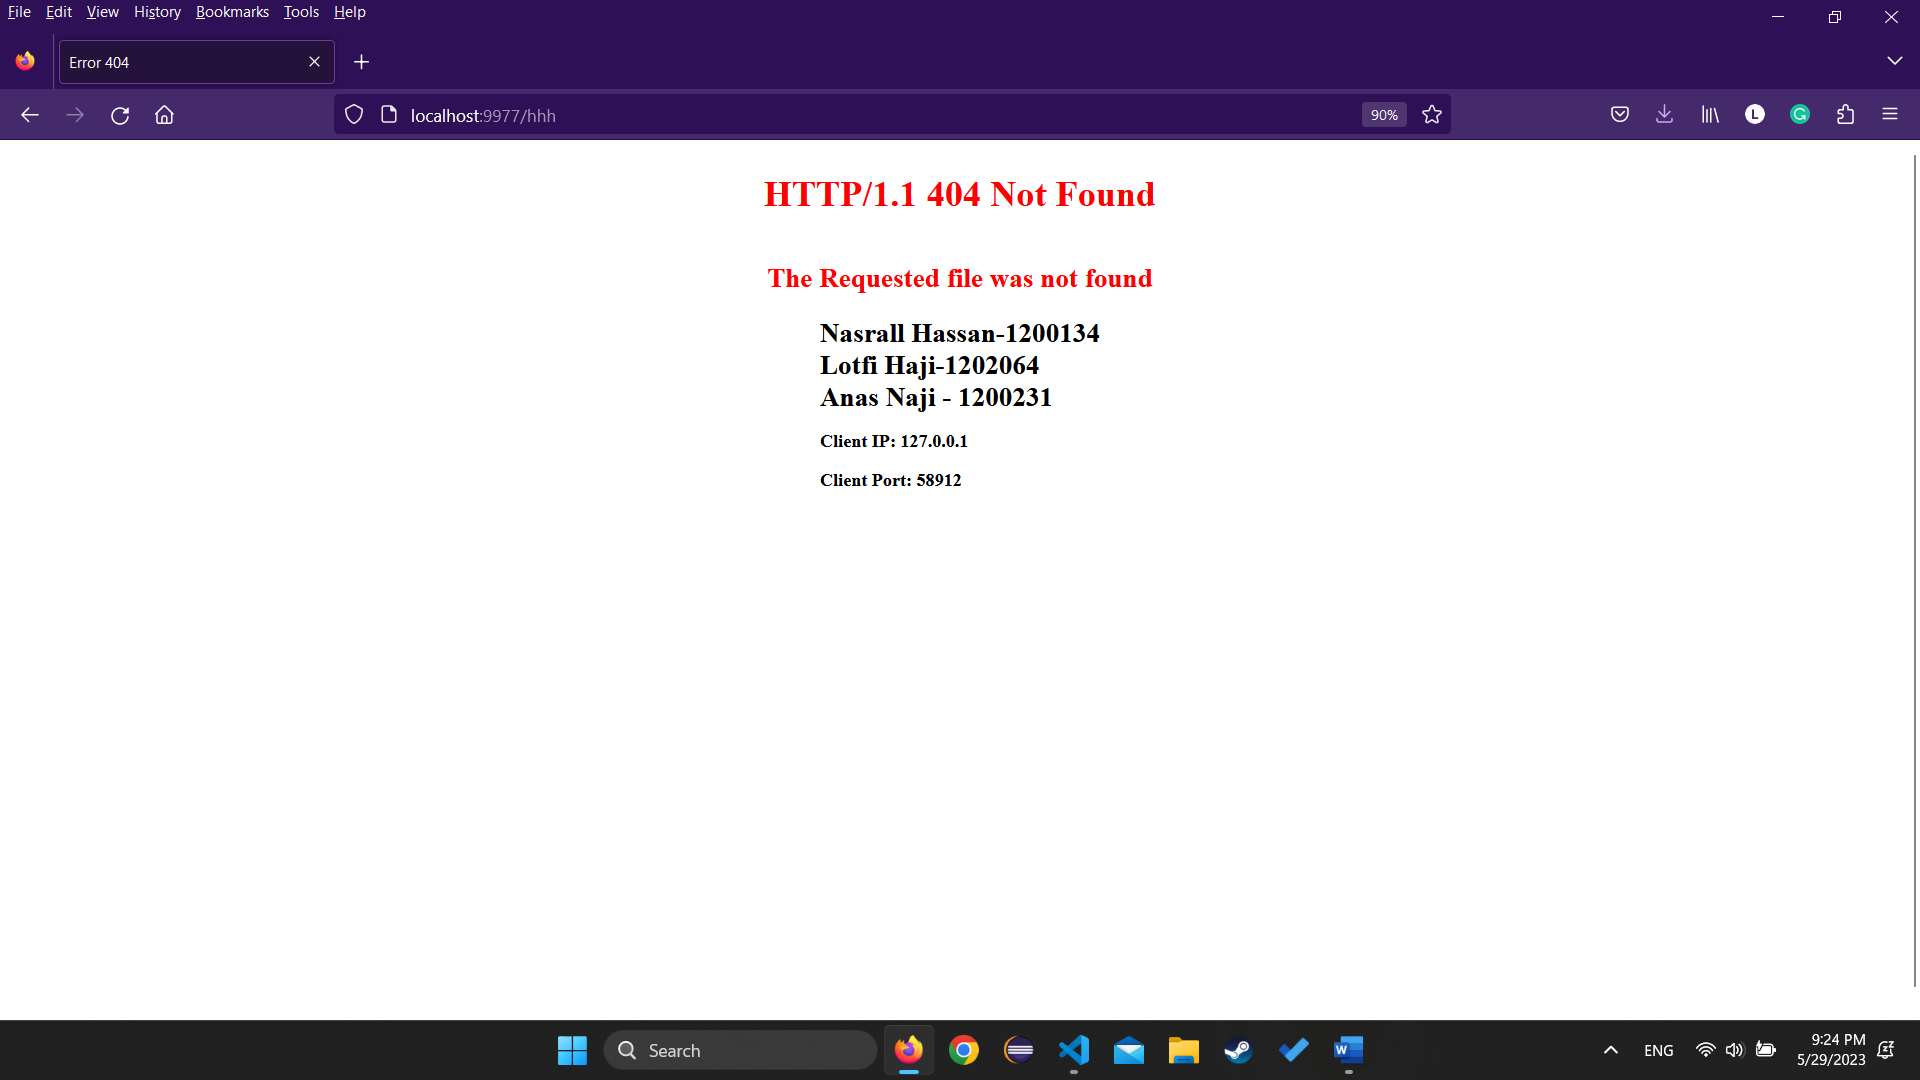 File Edit View History Bookmarks Tools Help
Error 404
localhost:9977/hhh
90%
L
HTTP/1.1 404 Not Found
The Requested file was not found
Nasrall Hassan-1200134
Lotfi Haji-1202064
Anas Naji - 1200231
Client IP: 127.0.0.1
Client Port: 58912
Search
ENG
9:24 PM
5/29/2023